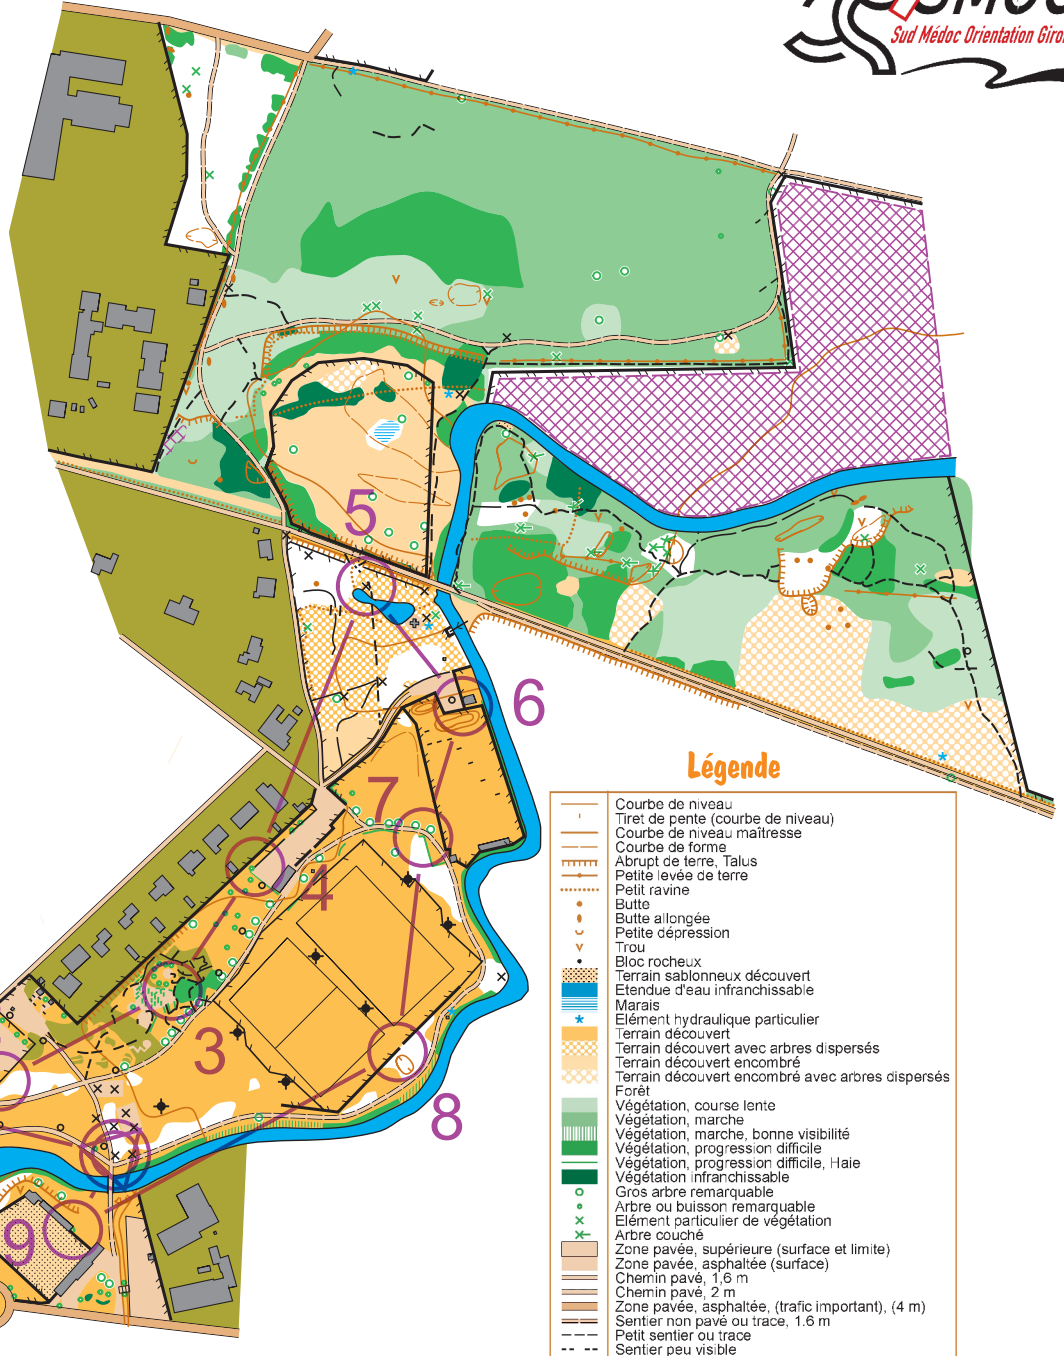 Sud Médoc Orientation
5
6
7
4
3
8
9
Légende
Courbe de niveau
Tiret de pente (courbe de niveau)
Courbe de niveau maîtresse
Courbe de forme
Abrupt de terre, Talus
Petite levée de terre
Petit ravine
Butte
Butte allongée
Petite dépression
Trou
Bloc rocheux
Terrain sablonneux découvert
Etendue d'eau infranchissable
Marais
Elément hydraulique particulier
Terrain découvert
Terrain découvert avec arbres dispersés
Terrain découvert encombré
Terrain découvert encombré avec arbres dispersés
Forêt
Végétation, course lente
Végétation, marche
Végétation, marche, bonne visibilité
Végétation, progression difficile
Végétation, progression difficile, Haie
Végétation infranchissable
Gros arbre remarquable
Arbre ou buisson remarquable
Elément particulier de végétation
Arbre couché
Zone pavée, supérieure (surface et limite)
Zone pavée, asphaltée (surface)
Chemin pavé, 1,6 m
Chemin pavé, 2 m
Zone pavée, asphaltée, (trafic important), (4 m)
Sentier non pavé ou trace, 1.6 m
Petit sentier ou trace
Sentier peu visible